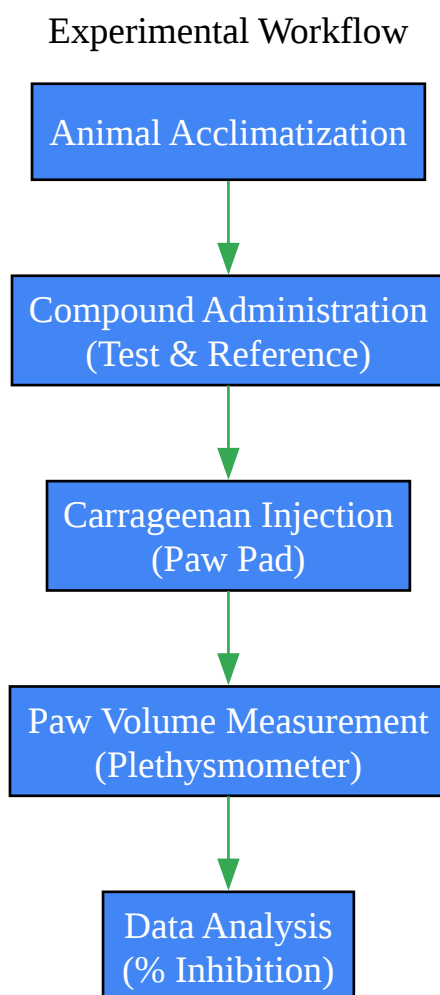 Experimental Workflow
Animal Acclimatization
Compound Administration
(Test & Reference)
Carrageenan Injection
(Paw Pad)
Paw Volume Measurement
(Plethysmometer)
Data Analysis
(% Inhibition)